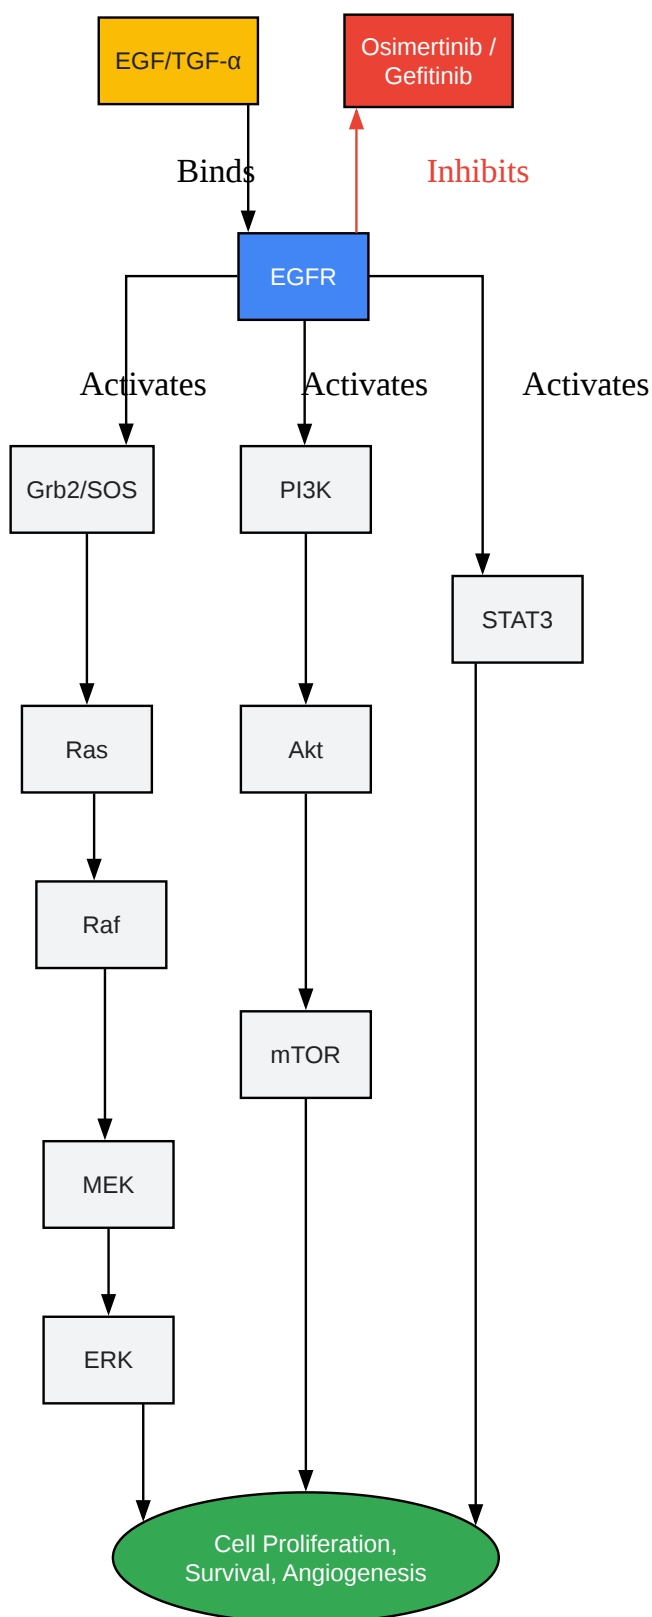 EGF/TGF-α
Osimertinib /
Gefitinib
Binds
Inhibits
EGFR
Activates
Activates
Activates
Grb2/SOS
PI3K
STAT3
Ras
Akt
Raf
mTOR
MEK
ERK
Cell Proliferation,
Survival, Angiogenesis